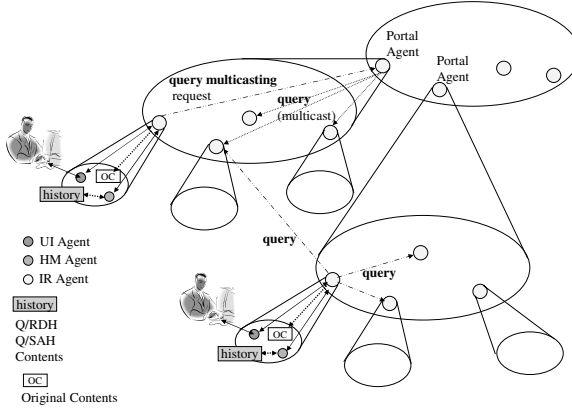 Portal
Agent
Portal
Agent
query multicasting
request
query
(multicast)
OC
history
query
UI Agent
HM Agent
IR Agent
query
history
Q/RDH
Q/SAH
Contents
OC
history
OC
Original Contents